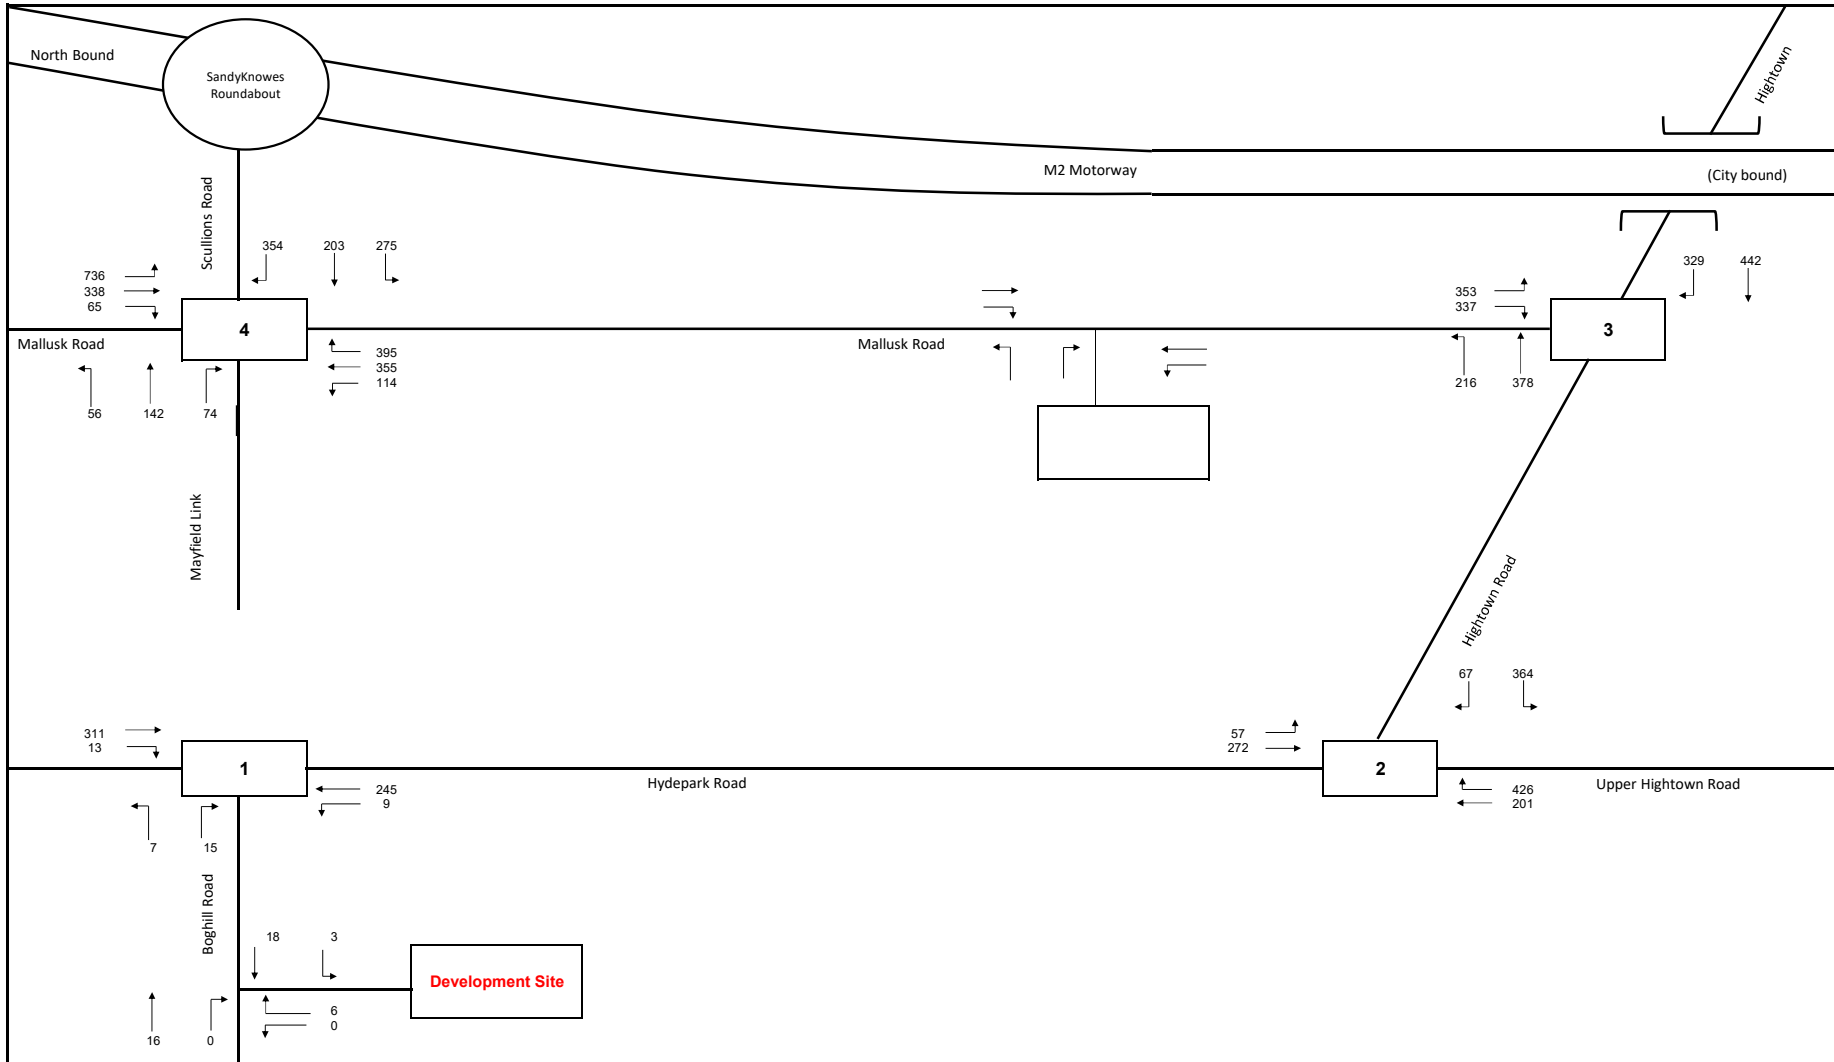 North Bound
SandyKnowes
Roundabout
Hightown
M2 Motorway
(City bound)
Scullions Road
354 203 275
736
338
65
4
Mallusk Road
395
355
114
56 142 74
Mallusk Road
353
337
329 442
3
216 378
Mayfield Link
Hightown Road
67 364
311
13
1
245
9
7 15
Hydepark Road
57
272
2
426
201
Upper Hightown Road
Boghill Road
18 3
Development Site
6
0
16 0